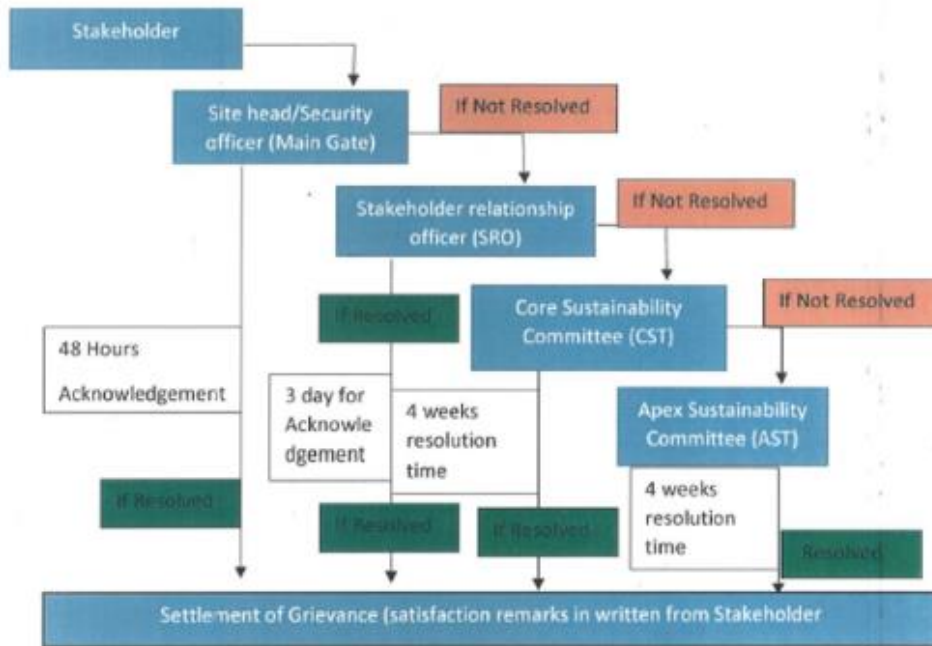 Stakeholder
Site head/Security
officer (Main Gate)
If Not Resolved
Stakeholder relationship
officer (SRO)
If Not Resolved
If Resolved
Core Sustainability
Committee (CST)
If Not Resolved
48 Hours
Acknowledgement
3 day for
Acknowle
dgement
4 weeks
resolution
time
Apex Sustainability
Committee (AST)
4 weeks
resolution
time
If Resolved
If Resolved
If Resolved
Resolved
Settlement of Grievance (satisfaction remarks in written from Stakeholder